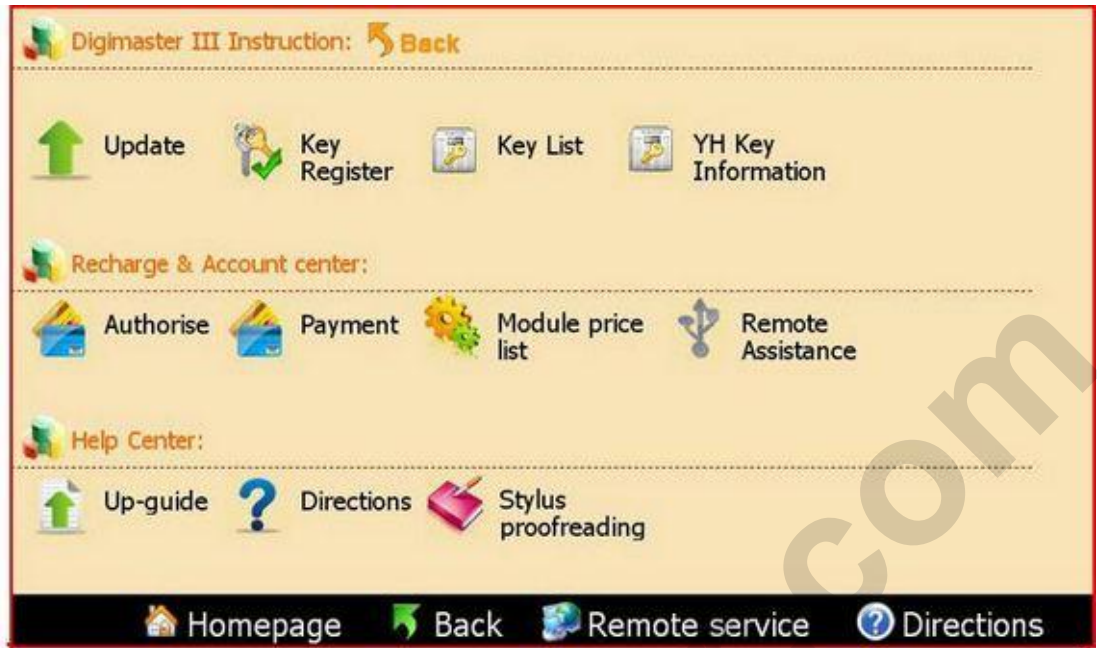 Digimaster III Instruction: Back
Update Key Register Key List YH Key Information
Recharge & Account center:
Authorise Payment Module price list Remote Assistance
Help Center:
Up-guide Directions Stylus proofreading
Homepage Back Remote service Directions
com